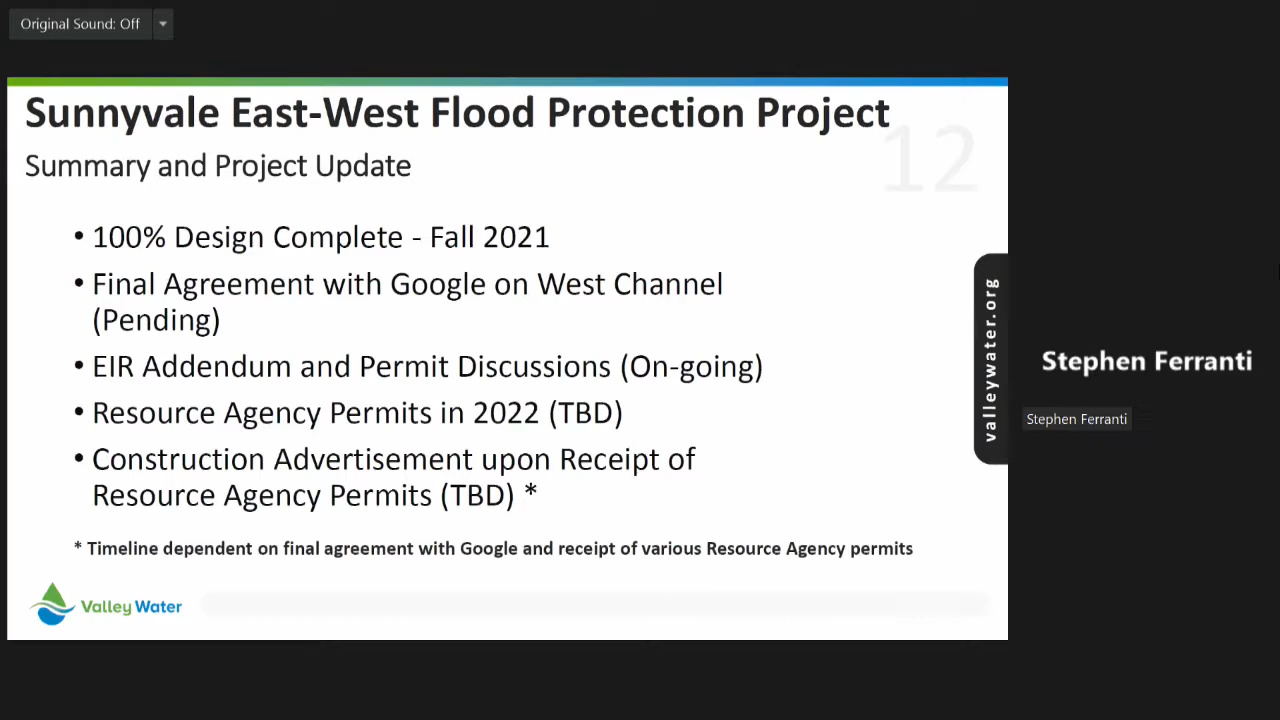 Original Sound: Off
Sunnyvale East-West Flood Protection Project
12
Summary and Project Update
• 100% Design Complete - Fall 2021
• Final Agreement with Google on West Channel
(Pending)
• EIR Addendum and Permit Discussions (On-going)
• Resource Agency Permits in 2022 (TBD)
• Construction Advertisement upon Receipt of
Resource Agency Permits (TBD) *
* Timeline dependent on final agreement with Google and receipt of various Resource Agency permits
Valley Water
valleywater.org
Stephen Ferranti
Stephen Ferranti